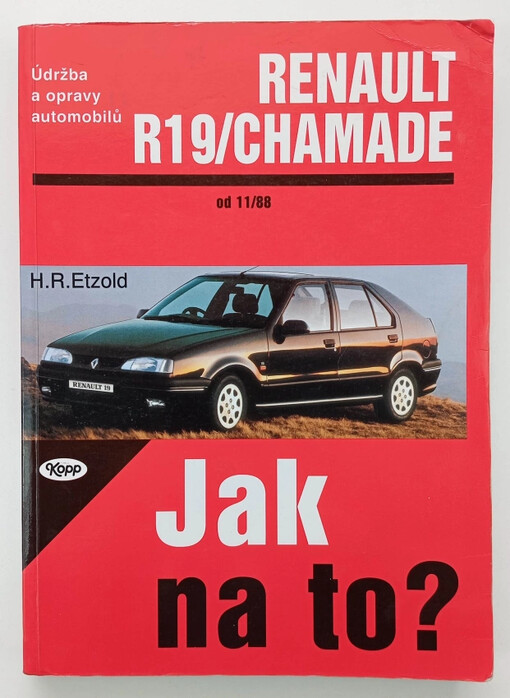 Údržba
a opravy
automobilů
RENAULT
R19/CHAMADE
od 11/88
H.R.Etzold
RENAULT 19
Kopp
Jak
na to?